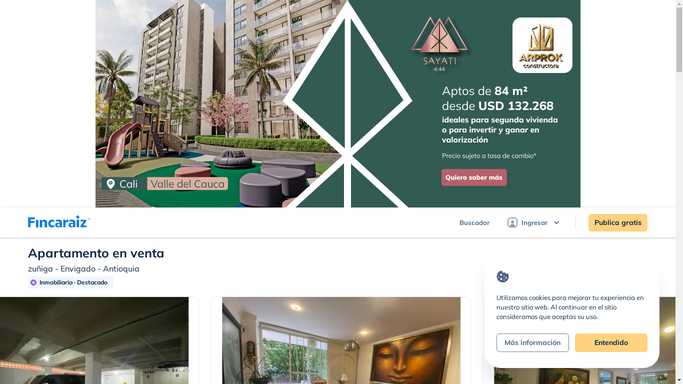 SAYATI
4:44
ARPROK
constructora
Aptos de 84 m²
desde USD 132.268
ideales para segunda vivienda
o para invertir y ganar en
valorización
Precio sujeto a tasa de cambio*
Quiero saber más
Cali
Valle del Cauca
Fincaraiz
Buscador
Ingresar
Publica gratis
Apartamento en venta
zuñiga - Envigado - Antioquia
Inmobiliaria · Destacado
Utilizamos cookies para mejorar tu experiencia en
nuestro sitio web. Al continuar en el sitio
consideramos que aceptas su uso.
Más información
Entendido